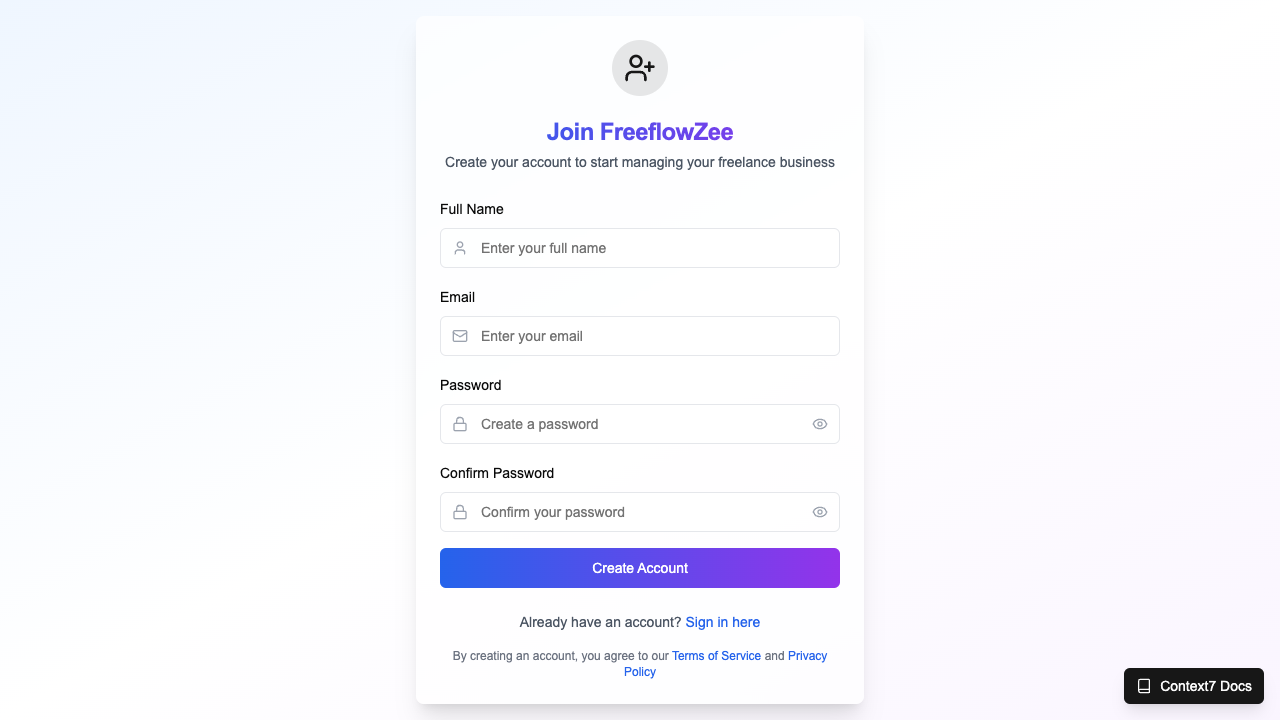 Join FreeflowZee
Create your account to start managing your freelance business
Full Name
Enter your full name
Email
Enter your email
Password
Create a password
Confirm Password
Confirm your password
Create Account
Already have an account? Sign in here
By creating an account, you agree to our Terms of Service and Privacy
Policy
Context7 Docs